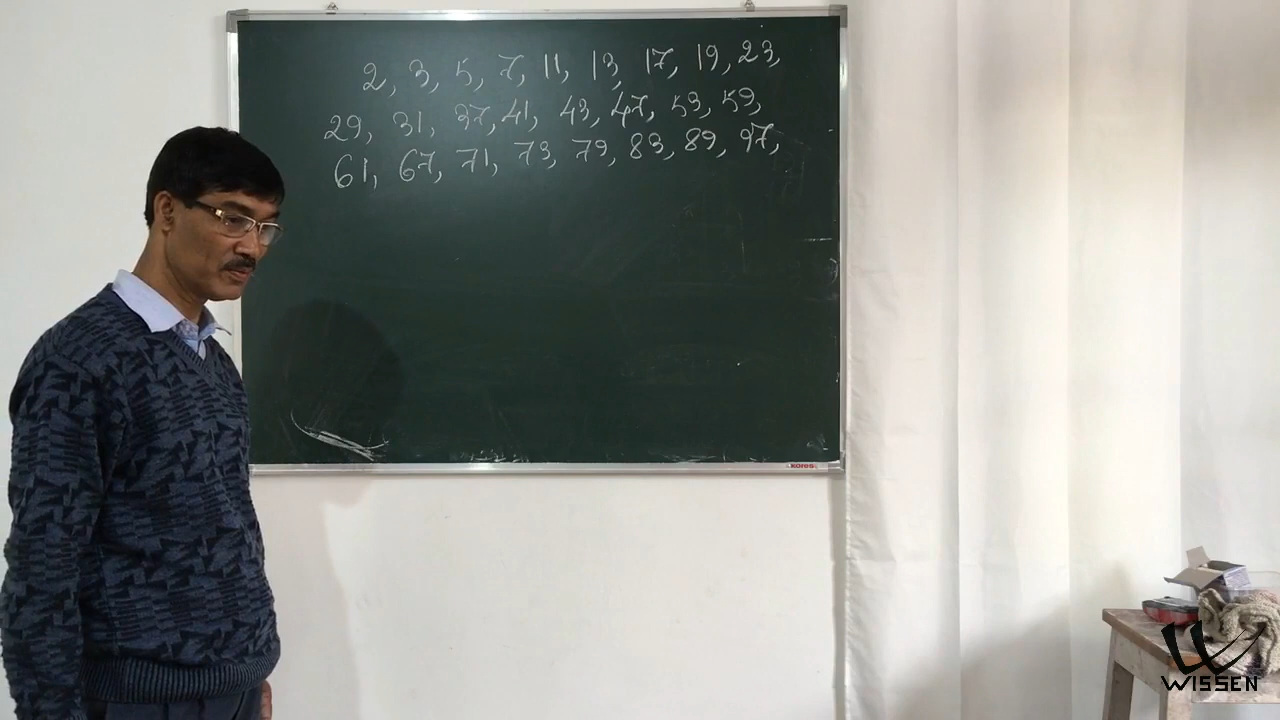 2, 3, 5, 7, 11, 13, 17, 19, 23,
29, 31, 37, 41, 43, 47, 53, 59,
61, 67, 71, 73, 79, 83, 89, 97,
kores
WISSEN